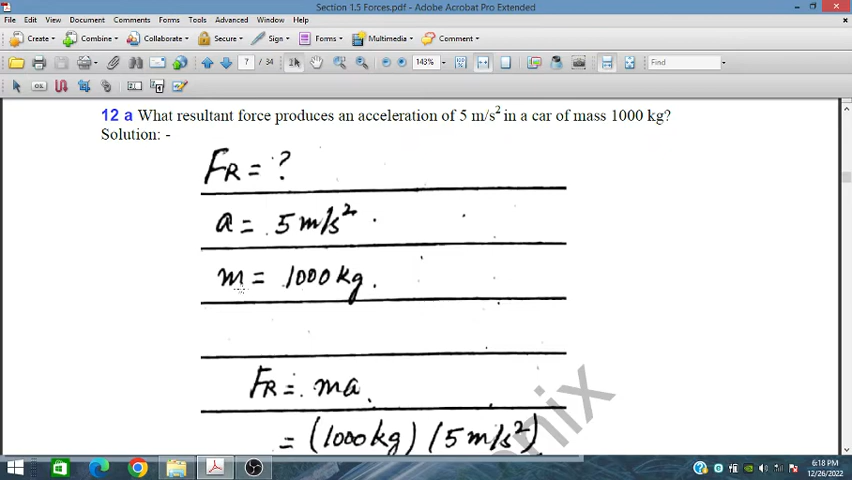 Section 1.5 Forces.pdf - Adobe Acrobat Pro Extended
File Edit View Document Comments Forms Tools Advanced Window Help
Create Combine Collaborate Secure Sign Forms Multimedia Comment
7 / 34 143% Find
12 a What resultant force produces an acceleration of 5 m/s² in a car of mass 1000 kg?
Solution: -
FR = ?
a = 5 m/s².
m = 1000 kg.
FR = ma.
= (1000 kg) (5 m/s²)
6:18 PM
12/26/2022